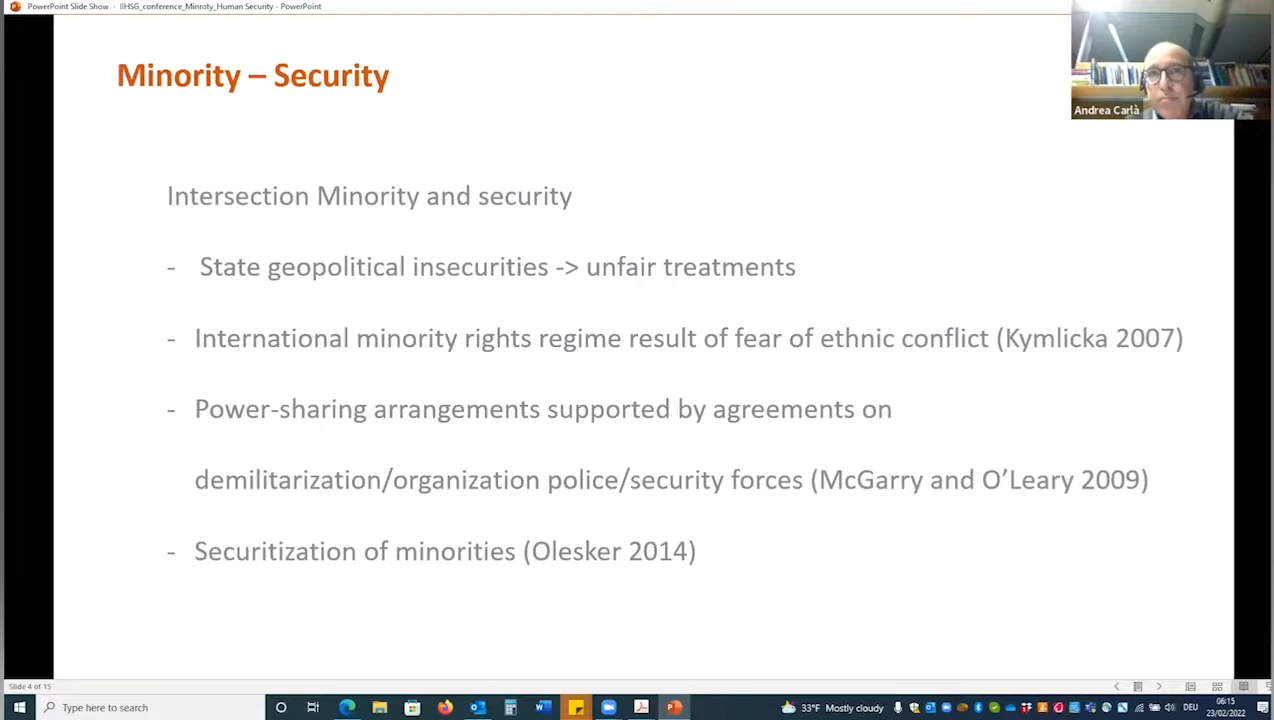 PowerPoint Slide Show - IIHSG_conference_Minroty_Human Security - PowerPoint
Minority – Security
Andrea Carlà
Intersection Minority and security
- State geopolitical insecurities -> unfair treatments
- International minority rights regime result of fear of ethnic conflict (Kymlicka 2007)
- Power-sharing arrangements supported by agreements on
demilitarization/organization police/security forces (McGarry and O’Leary 2009)
- Securitization of minorities (Olesker 2014)
Slide 4 of 15
Type here to search
33°F Mostly cloudy
DEU
06:15
23/02/2022